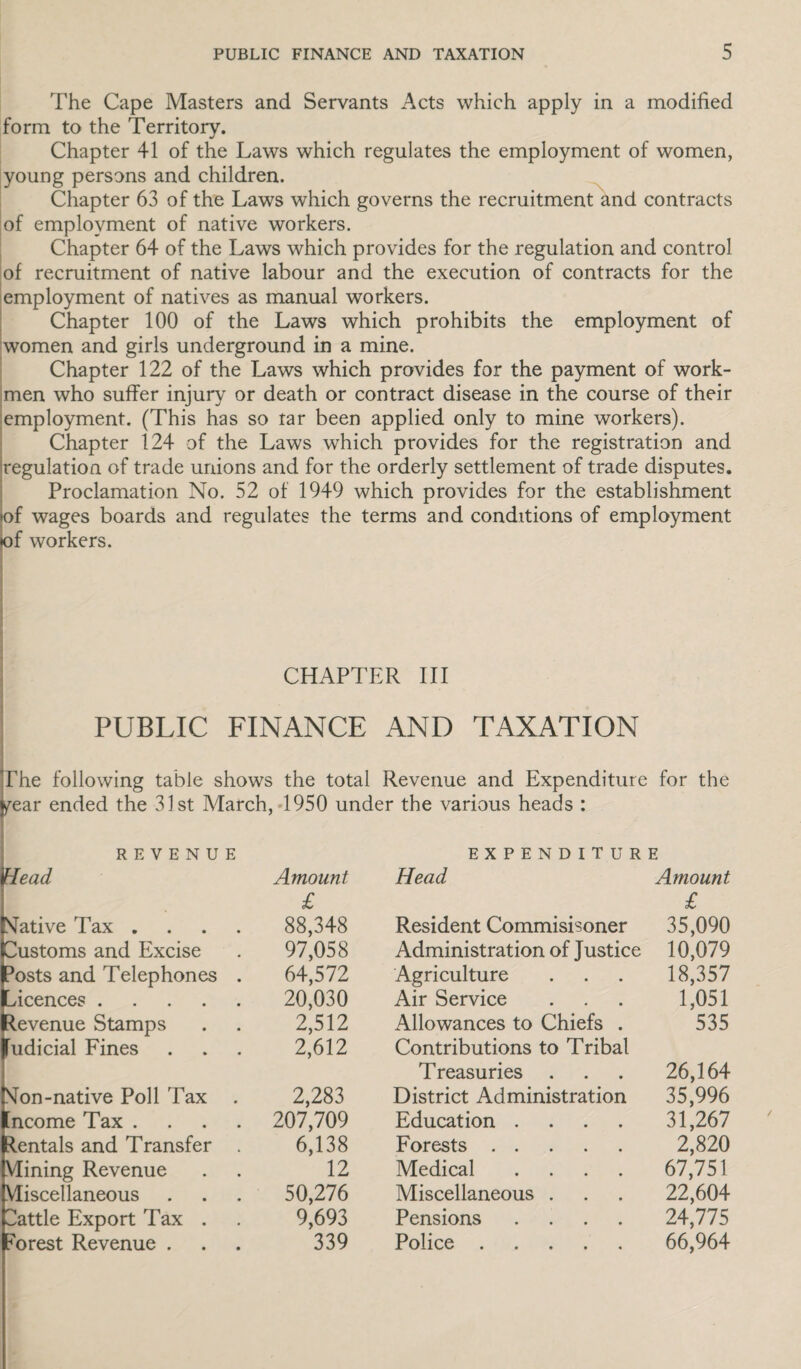 PUBLIC FINANCE AND TAXATION 5
The Cape Masters and Servants Acts which apply in a modified
form to the Territory.
Chapter 41 of the Laws which regulates the employment of women,
young persons and children.
Chapter 63 of the Laws which governs the recruitment and contracts
of employment of native workers.
Chapter 64 of the Laws which provides for the regulation and control
of recruitment of native labour and the execution of contracts for the
employment of natives as manual workers.
Chapter 100 of the Laws which prohibits the employment of
women and girls underground in a mine.
Chapter 122 of the Laws which provides for the payment of work-
men who suffer injury or death or contract disease in the course of their
employment. (This has so tar been applied only to mine workers).
Chapter 124 of the Laws which provides for the registration and
regulation of trade unions and for the orderly settlement of trade disputes.
Proclamation No. 52 of 1949 which provides for the establishment
of wages boards and regulates the terms and conditions of employment
of workers.
CHAPTER III
PUBLIC FINANCE AND TAXATION
The following table shows the total Revenue and Expenditure for the
year ended the 31st March, 1950 under the various heads :
REVENUE EXPENDITURE
Head Amount Head Amount
£ £
Native Tax . . . . 88,348 Resident Commisisoner 35,090
Customs and Excise . 97,058 Administration of Justice 10,079
Posts and Telephones . 64,572 Agriculture . . . 18,357
Licences . . . . . 20,030 Air Service . . . 1,051
Revenue Stamps . . 2,512 Allowances to Chiefs . 535
Judicial Fines . . . 2,612 Contributions to Tribal
Treasuries . . . 26,164
Non-native Poll Tax . 2,283 District Administration 35,996
Income Tax . . . . 207,709 Education . . . . 31,267
Rentals and Transfer . 6,138 Forests . . . . . 2,820
Mining Revenue . . 12 Medical . . . . 67,751
Miscellaneous . . . 50,276 Miscellaneous . . . 22,604
Cattle Export Tax . . 9,693 Pensions . . . . 24,775
Forest Revenue . . . 339 Police . . . . . 66,964